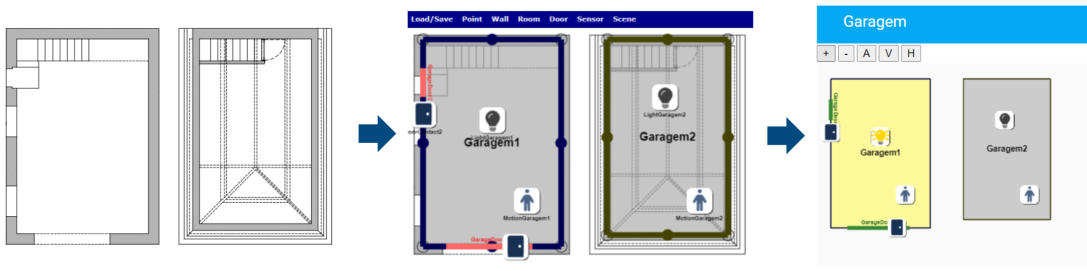 Load/Save Point Wall Room Door Sensor Scene
LightGaragem1
Garagem1
MotionGaragem1
LightGaragem2
Garagem2
MotionGaragem2
Garagem
+ - A V H
Garagem1
GarageDo
Garagem2